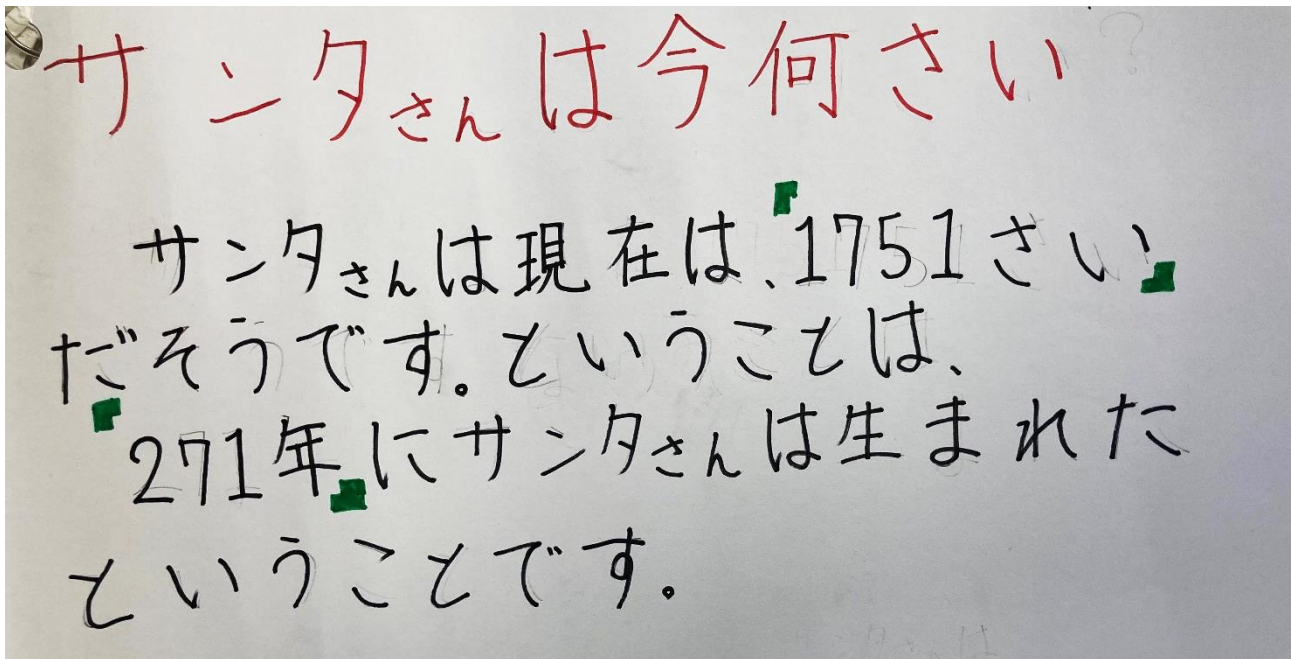 サンタさんは今何さい
サンタさんは現在は、「1751さい」
だそうです。ということは、
「271年」にサンタさんは生まれた
ということです。